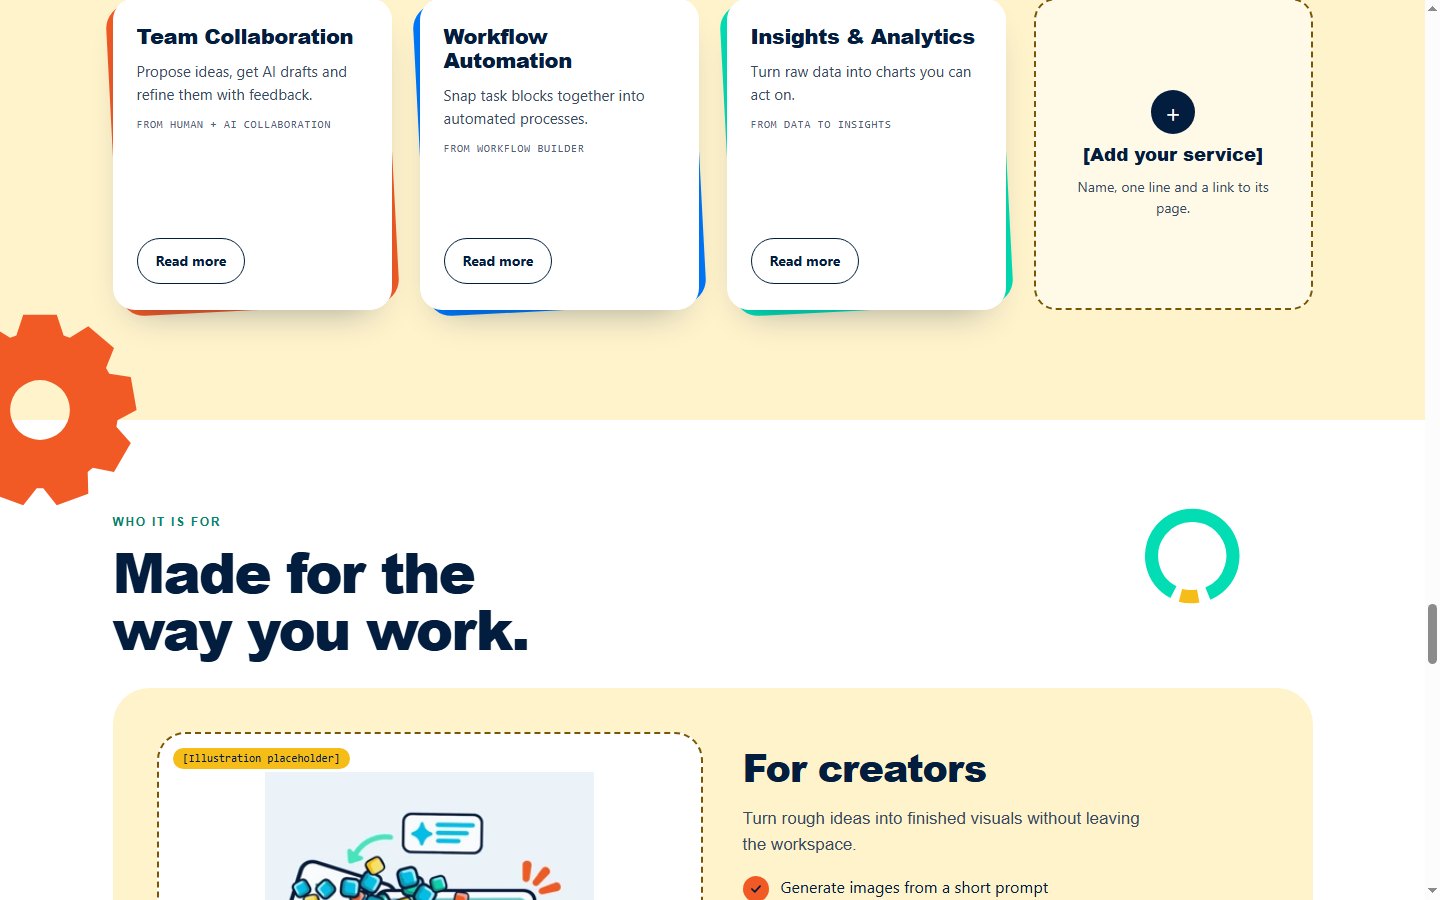 Team Collaboration
Propose ideas, get AI drafts and
refine them with feedback.
FROM HUMAN + AI COLLABORATION
Read more
Workflow
Automation
Snap task blocks together into
automated processes.
FROM WORKFLOW BUILDER
Read more
Insights & Analytics
Turn raw data into charts you can
act on.
FROM DATA TO INSIGHTS
Read more
+
[Add your service]
Name, one line and a link to its
page.
WHO IT IS FOR
Made for the
way you work.
[Illustration placeholder]
For creators
Turn rough ideas into finished visuals without leaving
the workspace.
Generate images from a short prompt